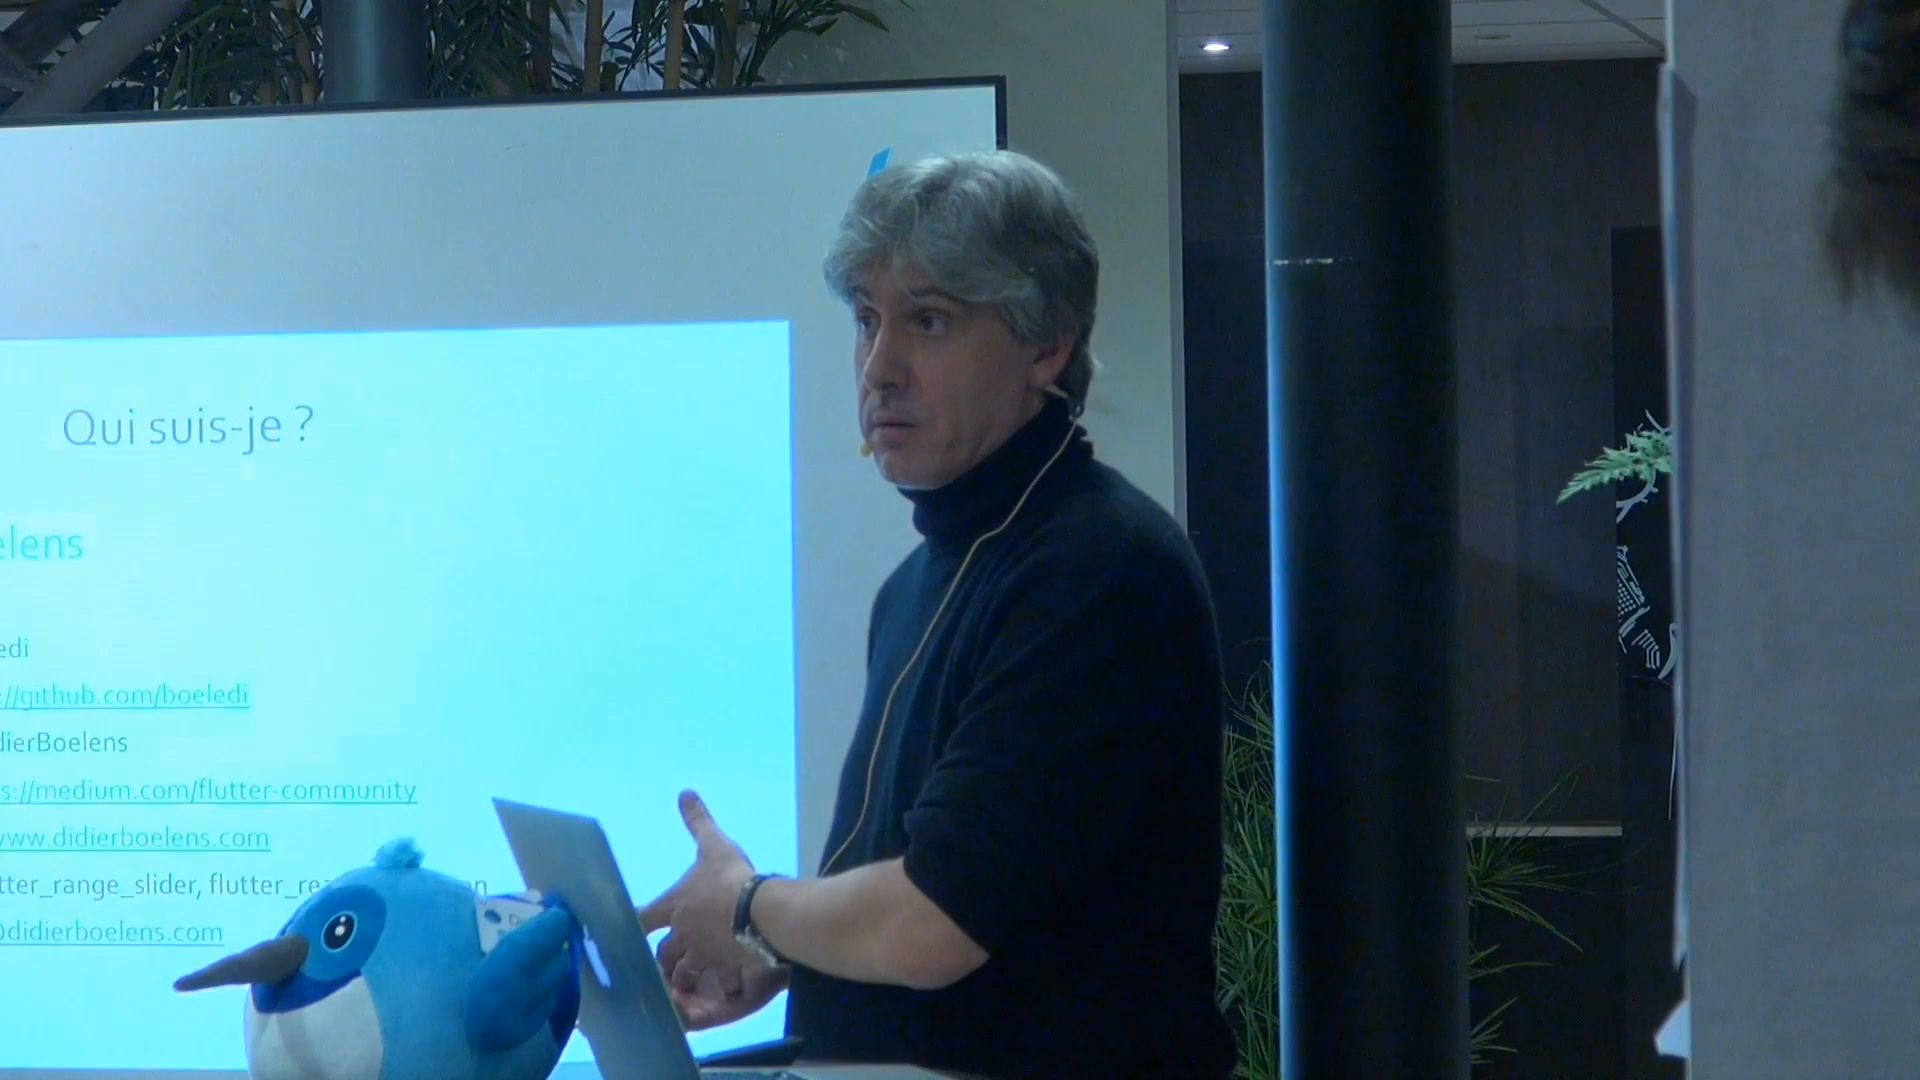 Qui suis-je ?
elens
edi
://github.com/boeledi
dierBoelens
s://medium.com/flutter-community
www.didierboelens.com
tter_range_slider, flutter_rea
didierboelens.com